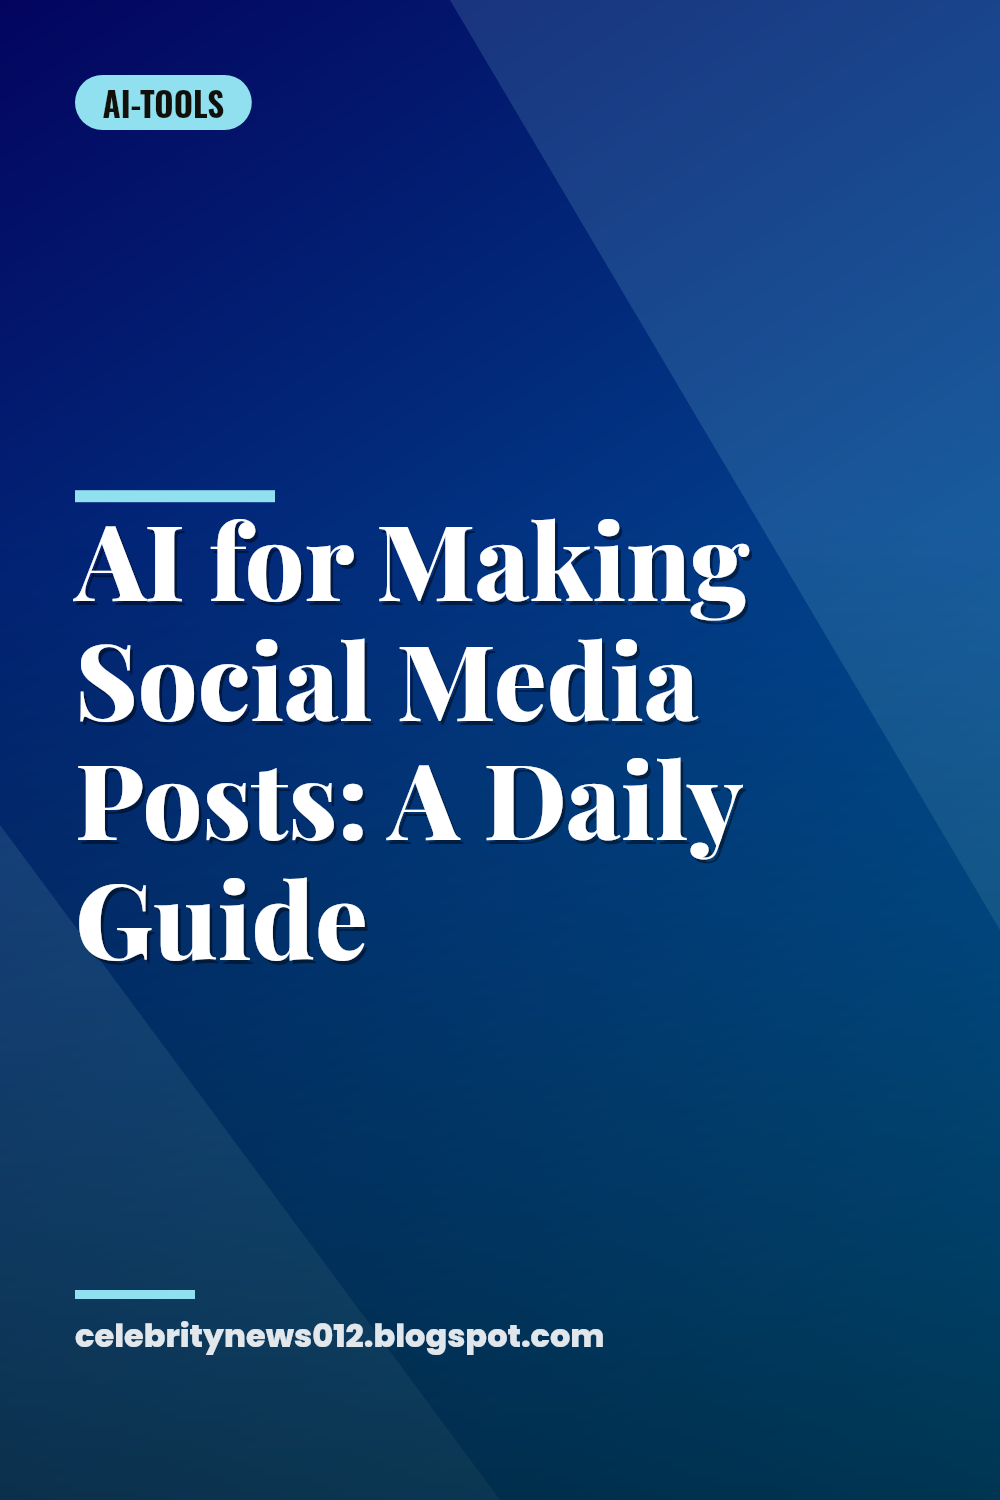 AI-TOOLS
AI for Making
Social Media
Posts: A Daily
Guide
celebritynews012.blogspot.com